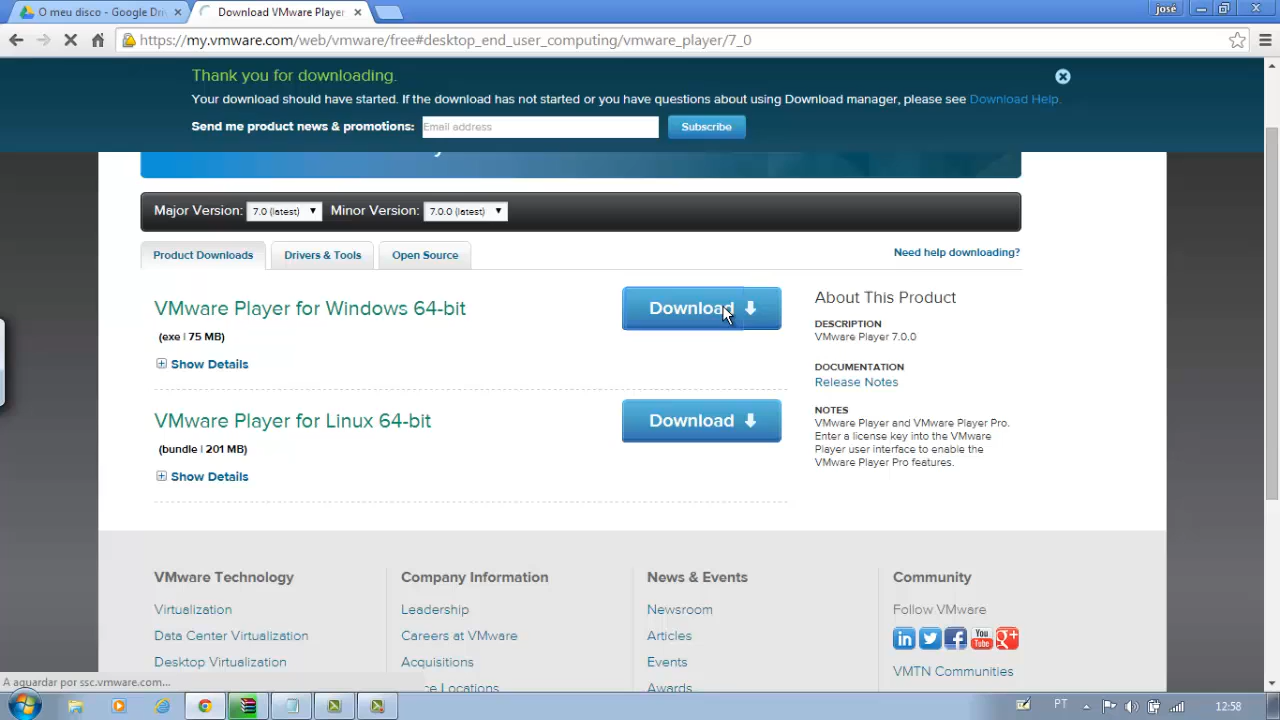 O meu disco - Google Dri
Download VMware Player
josé
https://my.vmware.com/web/vmware/free#desktop_end_user_computing/vmware_player/7_0
Thank you for downloading.
Your download should have started. If the download has not started or you have questions about using Download manager, please see Download Help.
Send me product news & promotions: Email address Subscribe
Major Version: 7.0 (latest) Minor Version: 7.0.0 (latest)
Product Downloads Drivers & Tools Open Source Need help downloading?
VMware Player for Windows 64-bit
(exe | 75 MB)
Show Details
Download
VMware Player for Linux 64-bit
(bundle | 201 MB)
Show Details
Download
About This Product
DESCRIPTION
VMware Player 7.0.0
DOCUMENTATION
Release Notes
NOTES
VMware Player and VMware Player Pro.
Enter a license key into the VMware
Player user interface to enable the
VMware Player Pro features.
VMware Technology
Virtualization
Data Center Virtualization
Desktop Virtualization
Company Information
Leadership
Careers at VMware
Acquisitions
Locations
News & Events
Newsroom
Articles
Events
Awards
Community
Follow VMware
in f You Tube g+
VMTN Communities
A aguardar por ssc.vmware.com...
PT 12:58